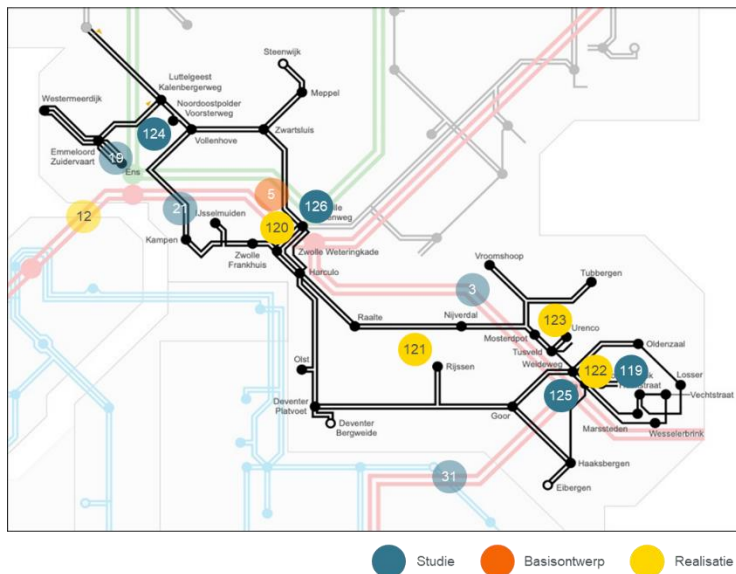 Steenwijk
Luttelgeest
Kalenbergerweg
Meppel
Westermeerdijk
Noordoostpolder
Voorsterweg
124
Vollenhove
Zwartsluis
Emmeloord
Zuidervaart
19
Ens
5
126
12
21
IJsselmuiden
120
Kampen
Zwolle Weteringkade
Zwolle
Frankhuis
Vroomshoop
Harculo
Tubbergen
3
Raalte
Nijverdal
123
Mosterdpot
Urenco
Oldenzaal
121
Tusveld
Weideweg
Olst
Rijssen
122
119
Losser
125
Vechtstraat
Deventer
Platvoet
Goor
Marssteden
Deventer
Bergweide
Wesselerbrink
Haaksbergen
31
Eibergen
Studie
Basisontwerp
Realisatie